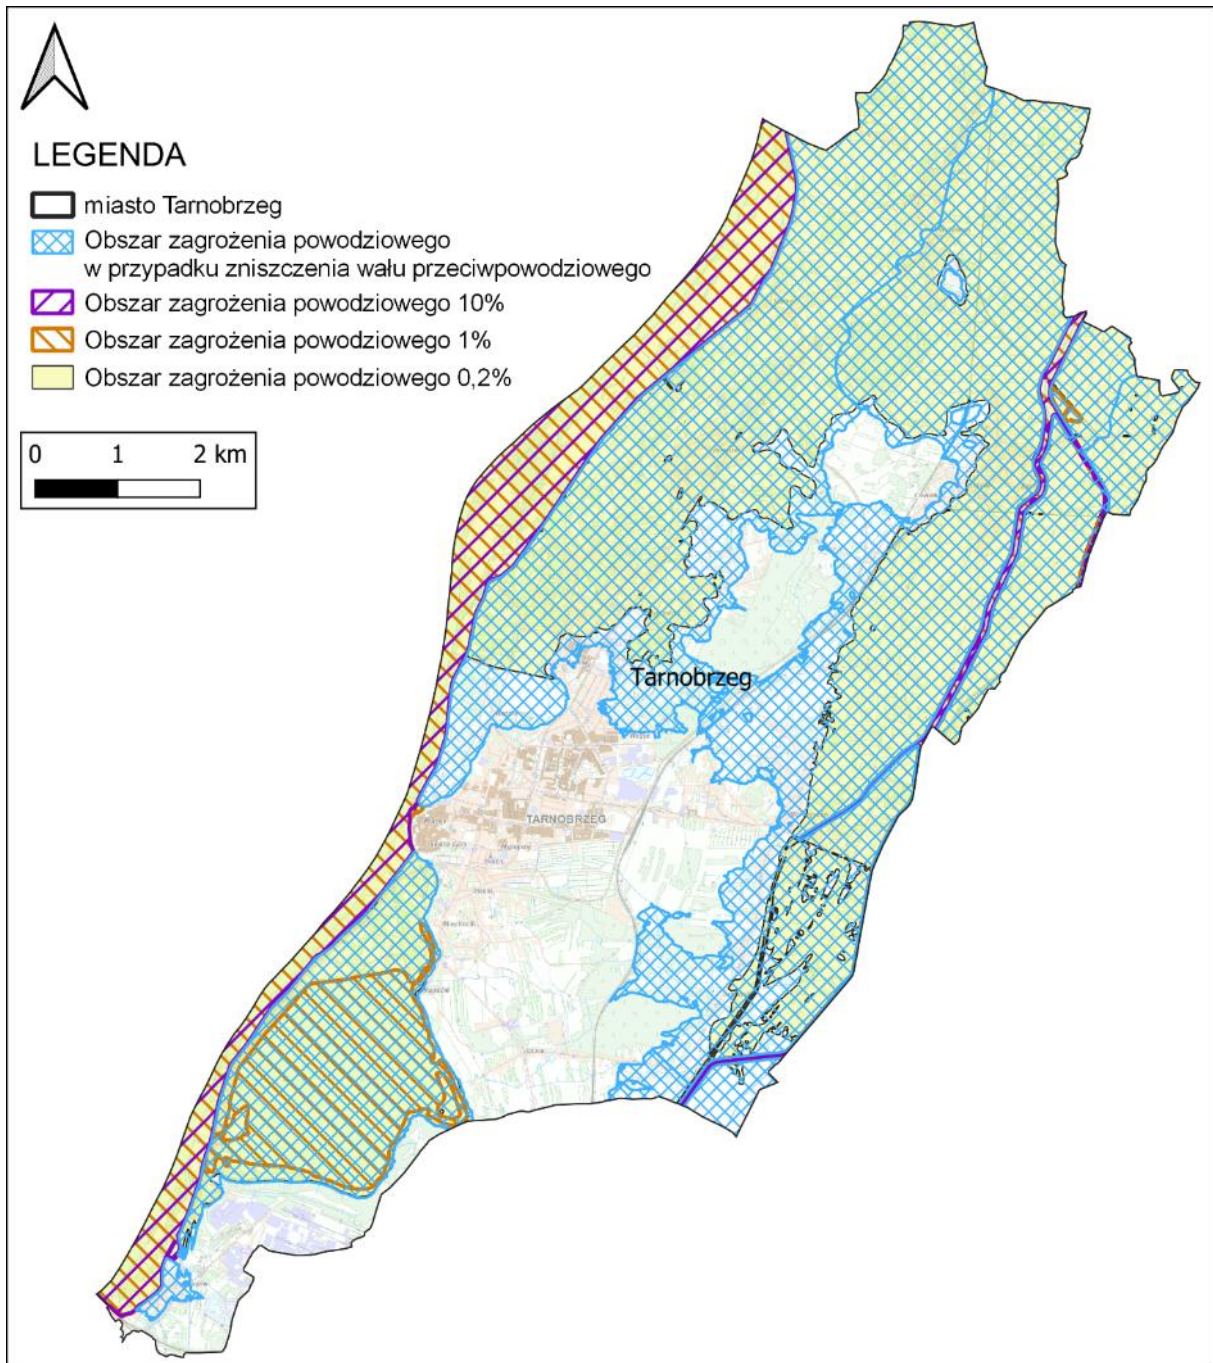 LEGENDA
miasto Tarnobrzeg
Obszar zagrożenia powodziowego
w przypadku zniszczenia wału przeciwpowodziowego
Obszar zagrożenia powodziowego 10%
Obszar zagrożenia powodziowego 1%
Obszar zagrożenia powodziowego 0,2%
0 1 2 km
Tarnobrzeg
TARNOBRZEG